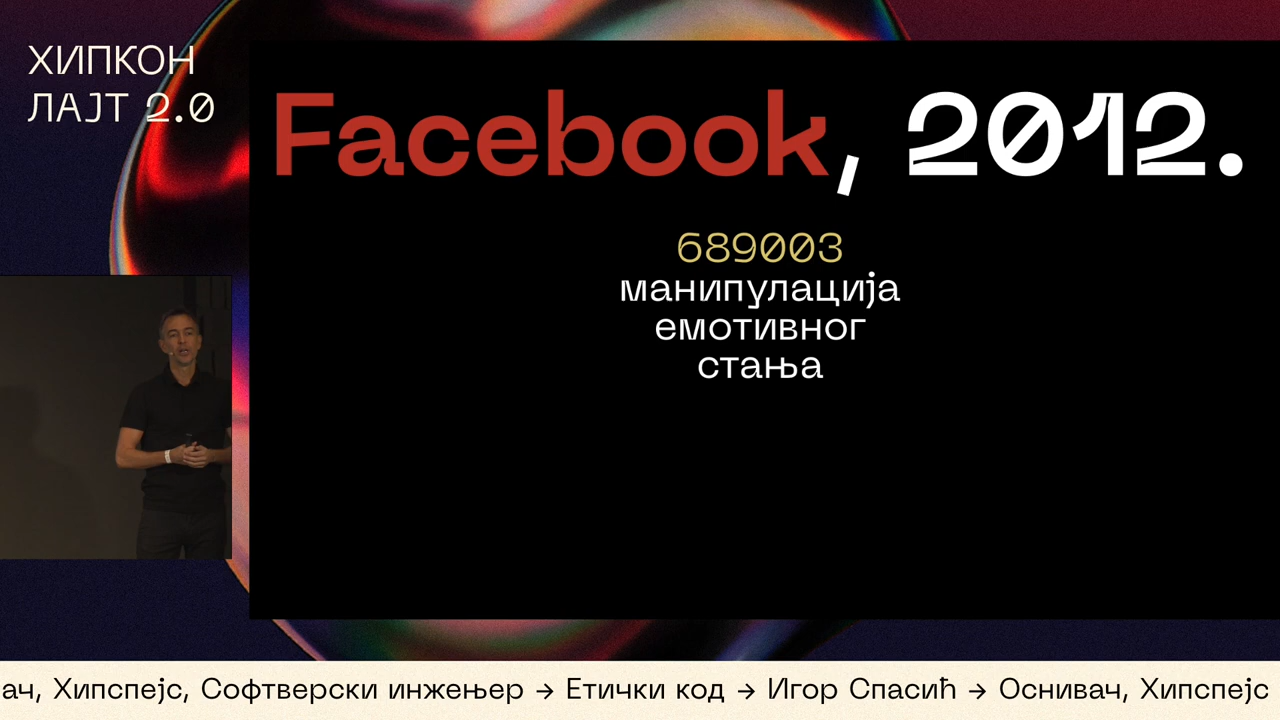 ХИПКОН
ЛАЈТ 2.0
Facebook, 2012.
689003
манипулација
емотивног
стања
ач, Хипспејс, Софтверски инжењер → Етички код → Игор Спасић → Оснивач, Хипспејс